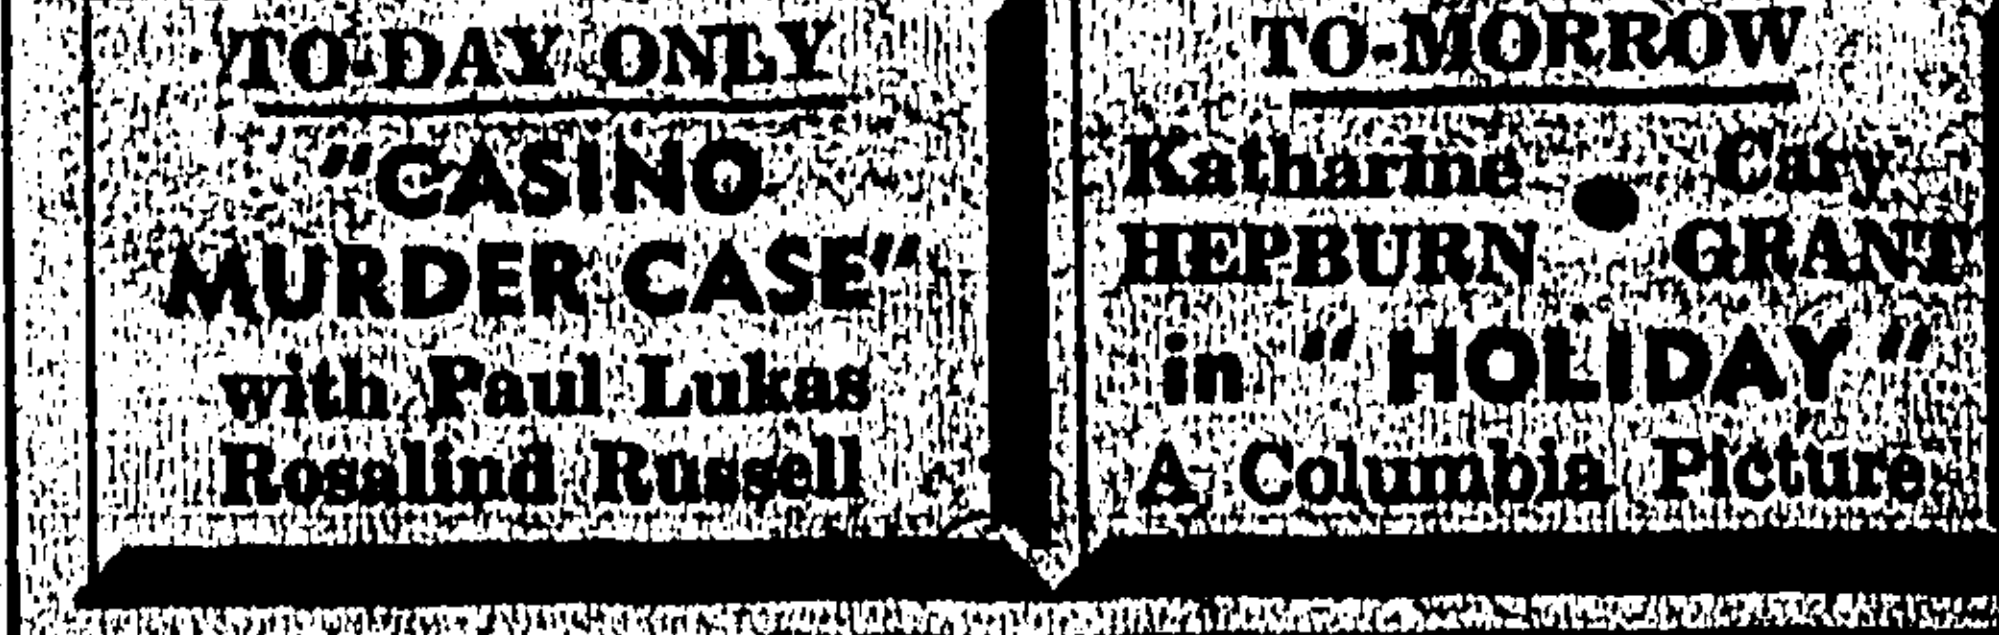 TO-DAY ONLY
"CASINO
MURDER CASE"
with Paul Lukas
Rosalind Russell
TO-MORROW
Katharine Cary
HEPBURN • GRANT
in "HOLIDAY"
A Columbia Picture